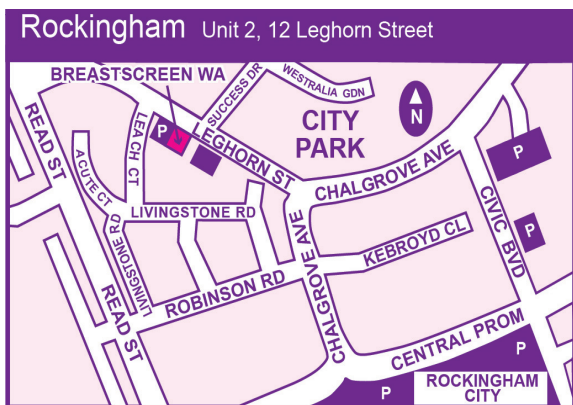 Rockingham Unit 2, 12 Leghorn Street
BREASTSCREEN WA
SUCCESS DR
WESTRALIA GDN
READ ST
LEACH CT
P
LEGHORN ST
CITY
PARK
N
ACUTE CT
CHALGROVE AVE
P
LIVINGSTONE RD
LIVINGSTONE RD
CHALGROVE AVE
KEBROYD CL
CIVIC BVD
P
ROBINSON RD
READ ST
CENTRAL PROM
P
P
ROCKINGHAM
CITY